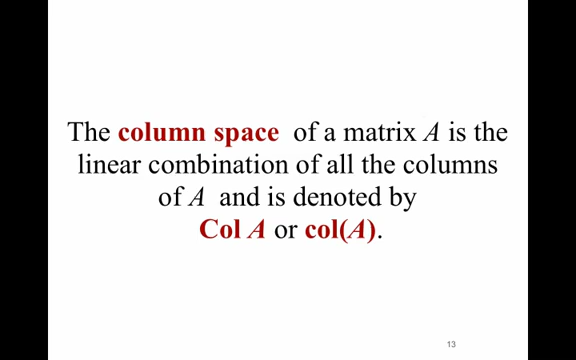 The column space of a matrix A is the
linear combination of all the columns
of A and is denoted by
Col A or col(A).
13